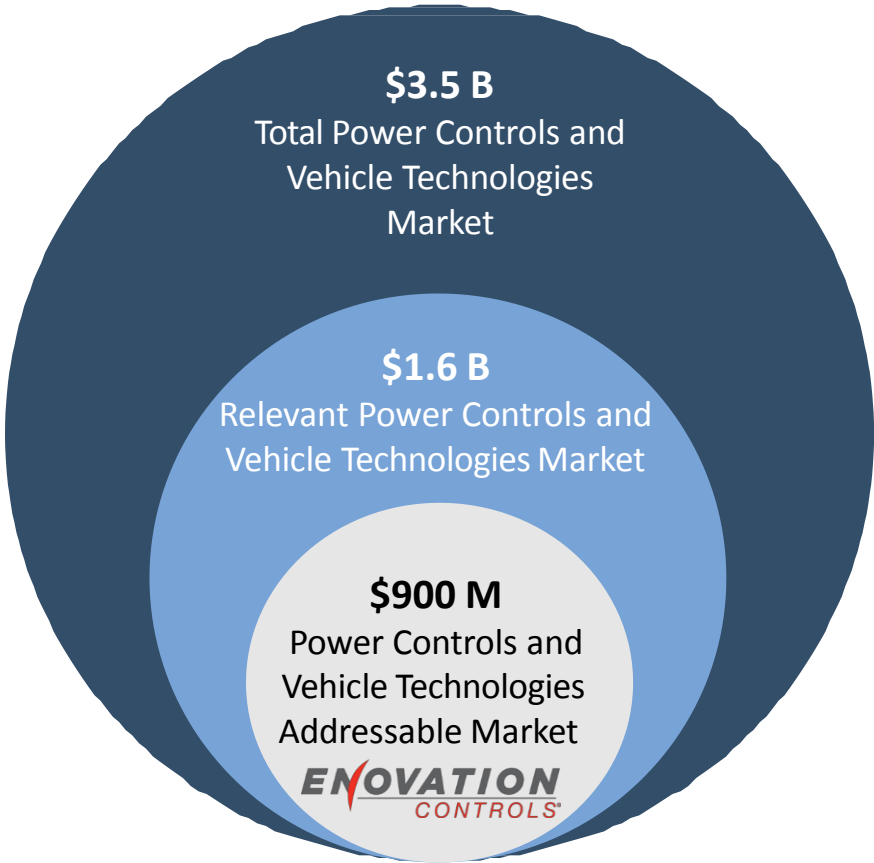 $3.5 B
Total Power Controls and
Vehicle Technologies
Market
$1.6 B
Relevant Power Controls and
Vehicle Technologies Market
$900 M
Power Controls and
Vehicle Technologies
Addressable Market
ENOVATION
CONTROLS®